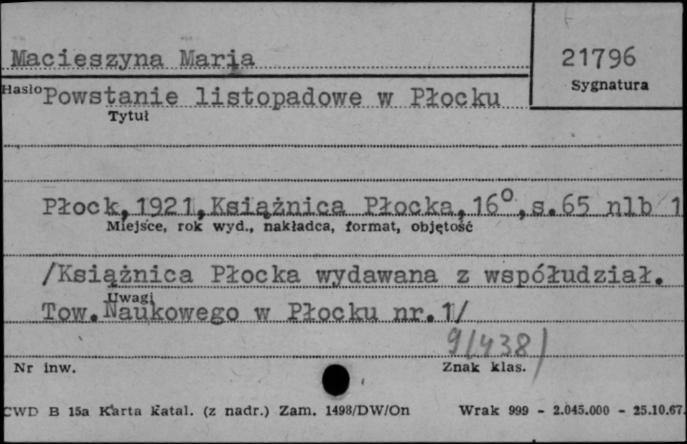 Macieszyna Marja
21796
Hasło
Sygnatura
Powstanie listopadowe w Płocku
Tytuł
Płock,1921,Książnica Płocka,16°,s.65 nlb 1
Miejsce, rok wyd., nakładca, format, objętość
/Książnica Płocka wydawana z współudział.
Uwagi
Tow.Naukowego w Płocku nr.1/
9/438/
Nr inw.
Znak klas.
CWD B 15a Karta katal. (z nadr.) Zam. 1498/DW/On Wrak 999 - 2.045.000 - 25.10.67.